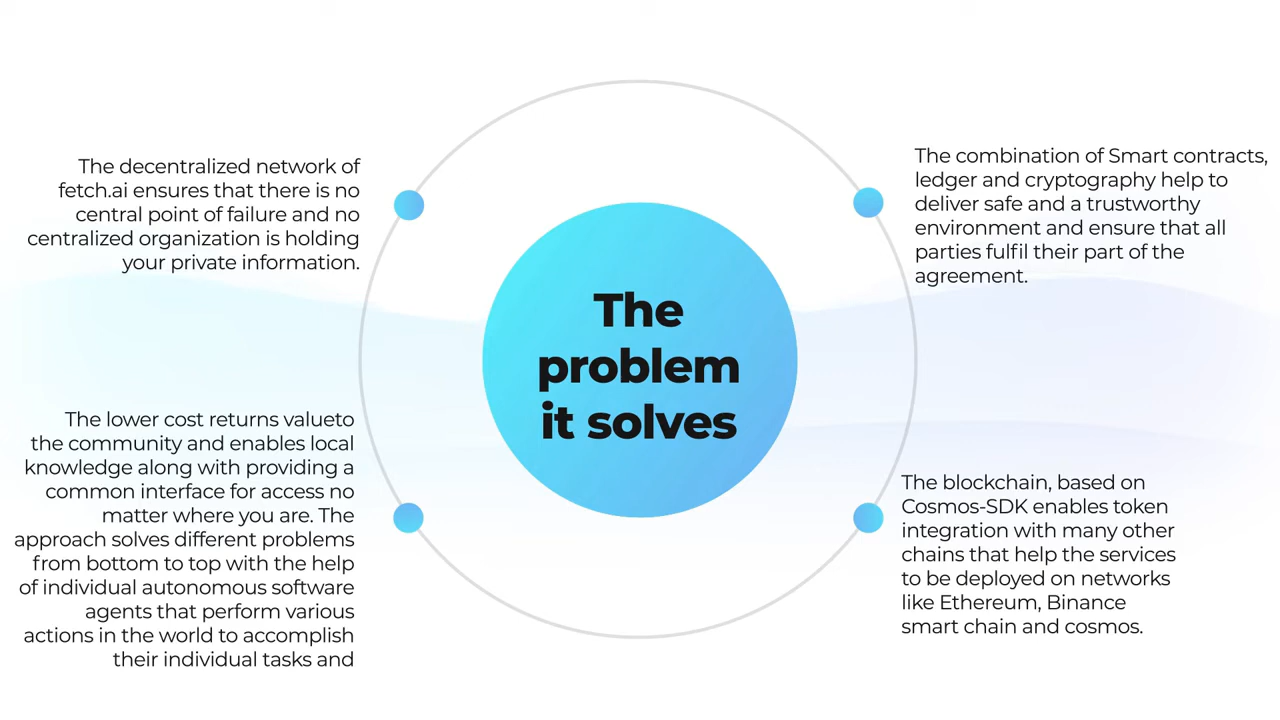 The decentralized network of
fetch.ai ensures that there is no
central point of failure and no
centralized organization is holding
your private information.
The combination of Smart contracts,
ledger and cryptography help to
deliver safe and a trustworthy
environment and ensure that all
parties fulfil their part of the
agreement.
The
problem
it solves
The lower cost returns valueto
the community and enables local
knowledge along with providing a
common interface for access no
matter where you are. The
approach solves different problems
from bottom to top with the help
of individual autonomous software
agents that perform various
actions in the world to accomplish
their individual tasks and
The blockchain, based on
Cosmos-SDK enables token
integration with many other
chains that help the services
to be deployed on networks
like Ethereum, Binance
smart chain and cosmos.